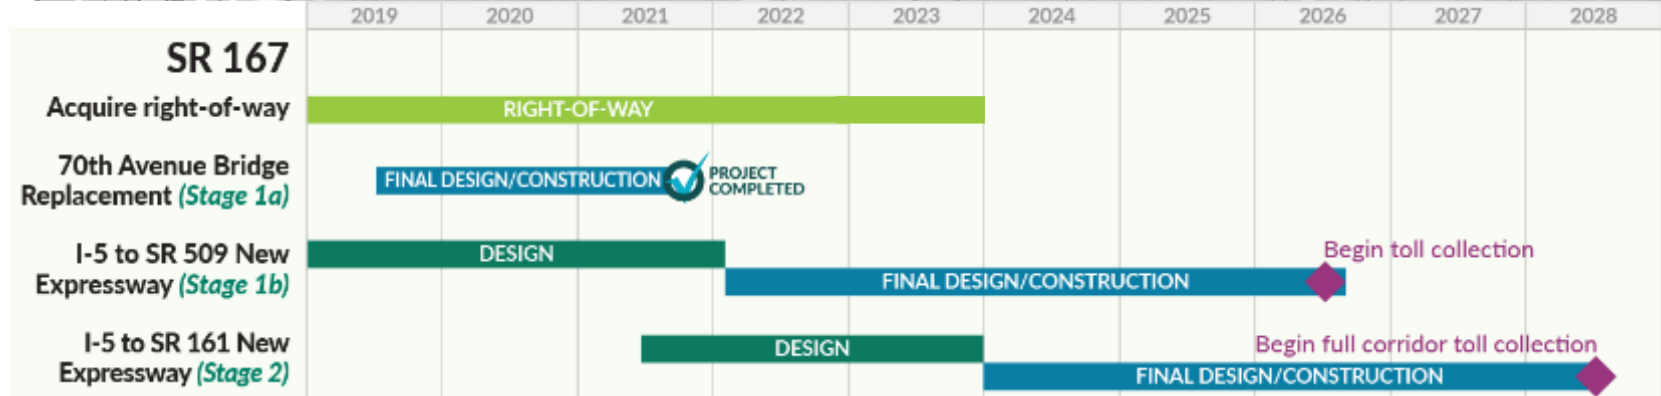 2019 2020 2021 2022 2023 2024 2025 2026 2027 2028
SR 167
Acquire right-of-way
RIGHT-OF-WAY
70th Avenue Bridge
Replacement (Stage 1a)
FINAL DESIGN/CONSTRUCTION
PROJECT
COMPLETED
I-5 to SR 509 New
Expressway (Stage 1b)
DESIGN
FINAL DESIGN/CONSTRUCTION
Begin toll collection
I-5 to SR 161 New
Expressway (Stage 2)
DESIGN
FINAL DESIGN/CONSTRUCTION
Begin full corridor toll collection